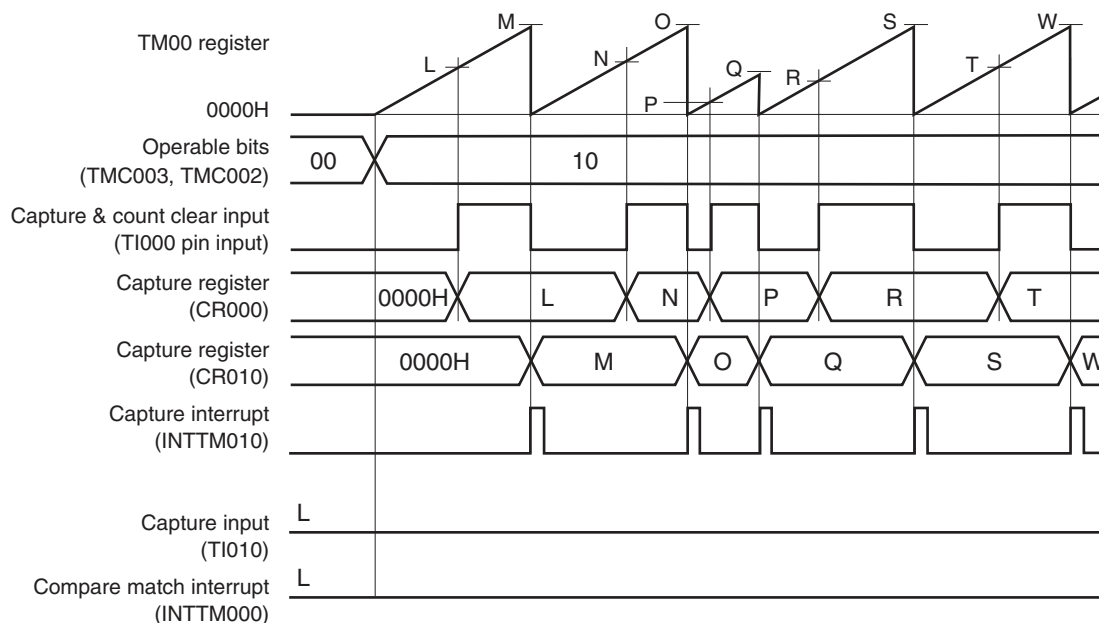 M O S W
TM00 register
L N Q R T
P
0000H
Operable bits
(TMC003, TMC002)
00 10
Capture & count clear input
(TI000 pin input)
Capture register
(CR000)
0000H L N P R T
Capture register
(CR010)
0000H M O Q S W
Capture interrupt
(INTTM010)
L
Capture input
(TI010)
L
Compare match interrupt
(INTTM000)